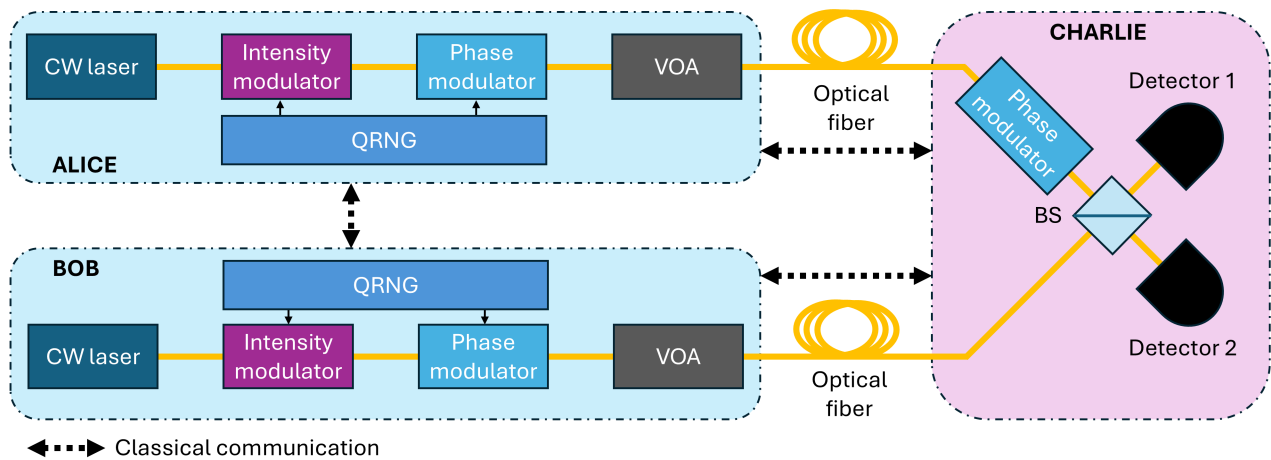 CW laser
Intensity
modulator
Phase
modulator
VOA
QRNG
ALICE
Optical
fiber
CHARLIE
Phase
modulator
Detector 1
BS
Detector 2
BOB
QRNG
CW laser
Intensity
modulator
Phase
modulator
VOA
Optical
fiber
Classical communication